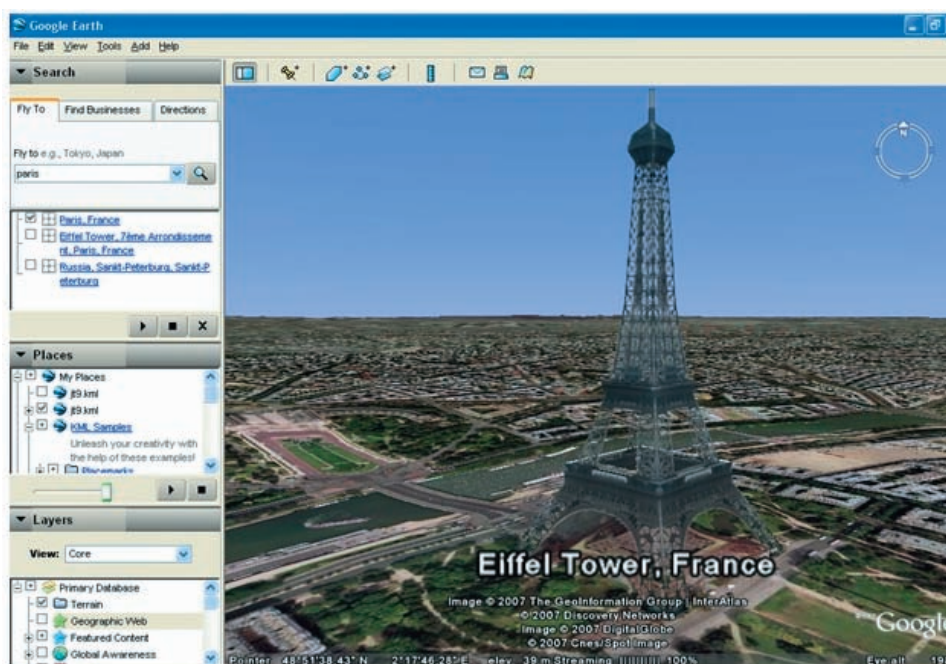 Google Earth
File Edit View Tools Add Help
Search
Fly To Find Businesses Directions
Fly to e.g., Tokyo, Japan
paris
Paris, France
Eiffel Tower, 7ème Arrondisseme
nt, Paris, France
Russia, Sankt-Peterburg, Sankt-P
eterburg
Places
My Places
jt9.kml
jt9.kml
KML Samples
Unleash your creativity with
the help of these examples!
Placemarks
Layers
View: Core
Primary Database
Terrain
Geographic Web
Featured Content
Global Awareness
N
Eiffel Tower, France
Image © 2007 The GeoInformation Group | InterAtlas
© 2007 Discovery Networks
Image © 2007 DigitalGlobe
© 2007 Cnes/Spot Image
Google
Pointer 48°51'38.43" N 2°17'46.28" E elev 39 m Streaming |||||||||| 100% Eye alt